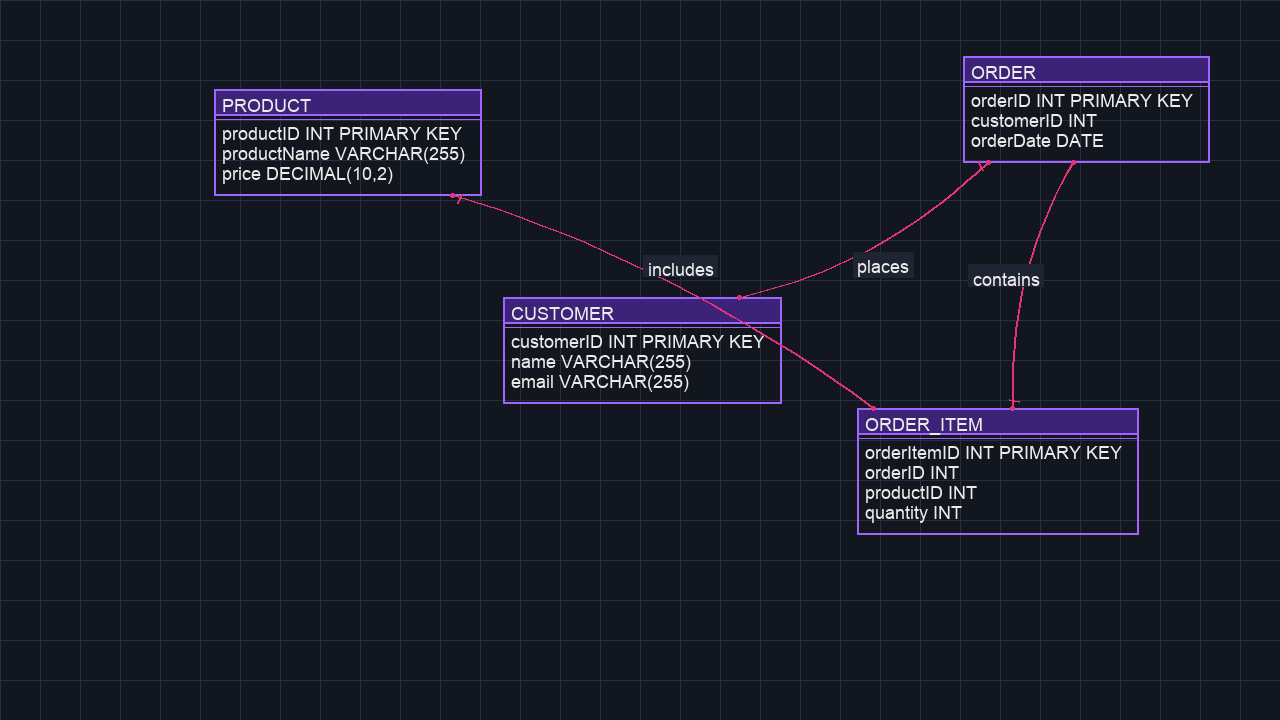 PRODUCT
productID INT PRIMARY KEY
productName VARCHAR(255)
price DECIMAL(10,2)
ORDER
orderID INT PRIMARY KEY
customerID INT
orderDate DATE
includes
places
contains
CUSTOMER
customerID INT PRIMARY KEY
name VARCHAR(255)
email VARCHAR(255)
ORDER_ITEM
orderItemID INT PRIMARY KEY
orderID INT
productID INT
quantity INT